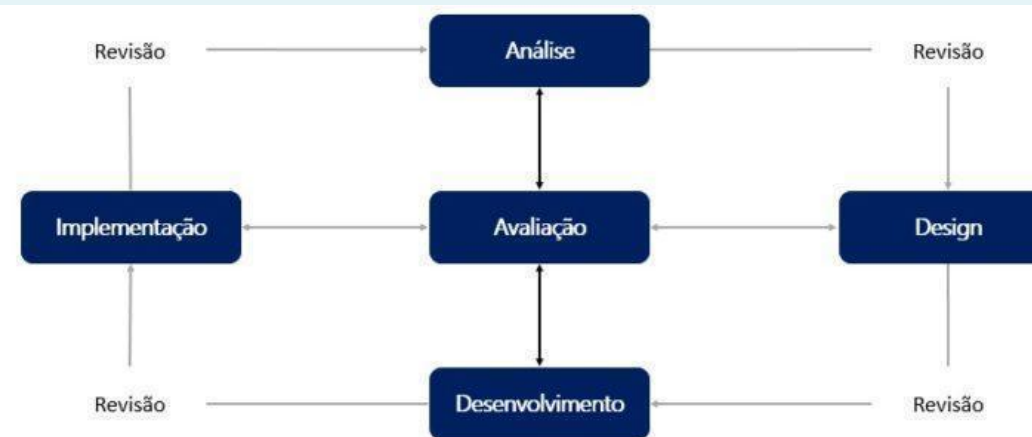 Revisão
Análise
Revisão
Implementação
Avaliação
Design
Revisão
Desenvolvimento
Revisão